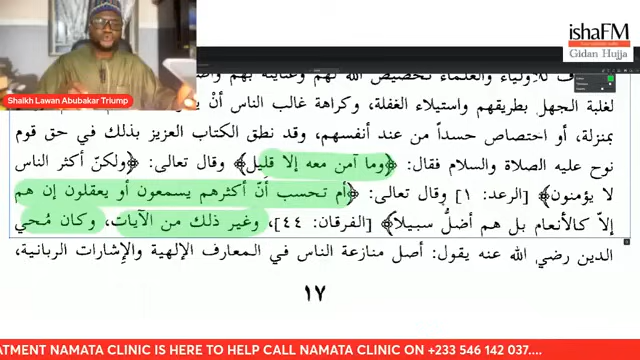 ishaFM
Gidan Hujja
Shaikh Lawan Abubakar Triump
الأولياء والعلماء تخصيص الله لهم وعنايته بهم
لغلبة الجهل بطريقهم واستيلاء الغفلة، وكراهة غالب الناس أنْ
بمنزلة، أو اختصاص حسداً من عند أنفسهم، وقد نطق الكتاب العزيز بذلك في حق قوم
نوح عليه الصلاة والسلام فقال: ﴿وما آمن معه إلا قليل﴾ وقال تعالى: ﴿ولكنّ أكثر الناس
لا يؤمنون﴾ [الرعد: ١] وقال تعالى: ﴿أم تحسب أنّ أكثرهم يسمعون أو يعقلون إن هم
إلاّ كالأنعام بل هم أضلّ سبيلاً﴾ [الفرقان: ٤٤]، وغير ذلك من الآيات، وكان مُحي
الدين رضي الله عنه يقول: أصل منازعة الناس في المعارف الإلهية والإشارات الربانية،
١٧
ATMENT NAMATA CLINIC IS HERE TO HELP CALL NAMATA CLINIC ON +233 546 142 037....